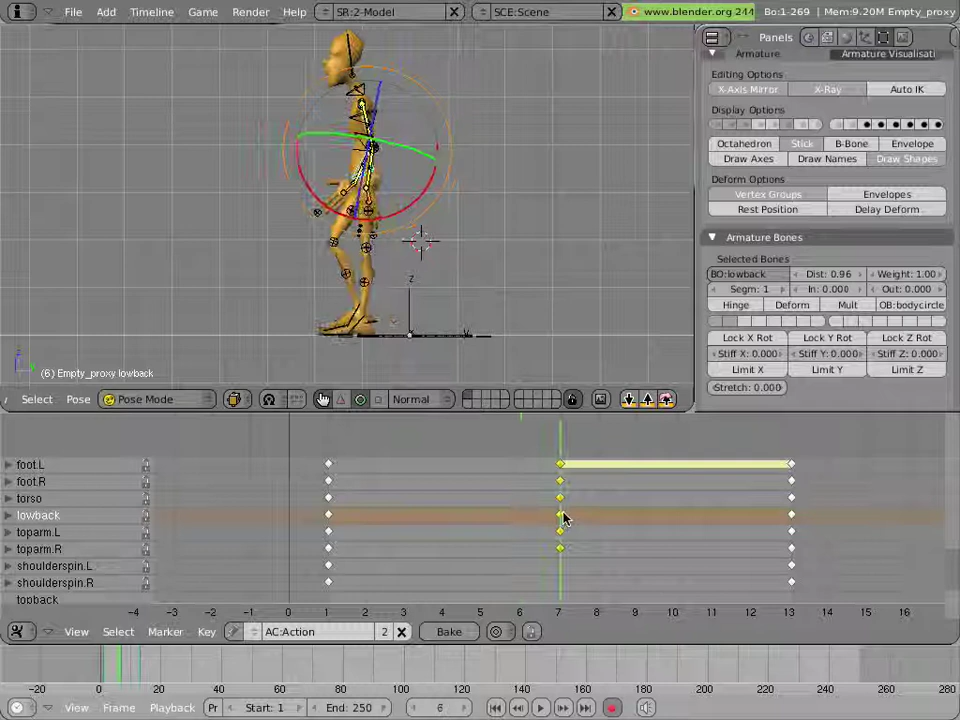 File Add Timeline Game Render Help SR:2-Model SCE:Scene www.blender.org 244 Bo:1-269 | Mem:9.20M Empty_proxy
Panels
Armature Armature Visualisati
Editing Options
X-Axis Mirror X-Ray Auto IK
Display Options
Octahedron Stick B-Bone Envelope
Draw Axes Draw Names Draw Shapes
Deform Options
Vertex Groups Envelopes
Rest Position Delay Deform
Armature Bones
Selected Bones
BO:lowback Dist: 0.96 Weight: 1.00
Segm: 1 In: 0.000 Out: 0.000
Hinge Deform Mult OB:bodycircle
Lock X Rot Lock Y Rot Lock Z Rot
Stiff X: 0.000 Stiff Y: 0.000 Stiff Z: 0.000
Limit X Limit Y Limit Z
Stretch: 0.000
z
y
(6) Empty_proxy lowback
Select Pose Pose Mode Normal
foot.L
foot.R
torso
lowback
toparm.L
toparm.R
shoulderspin.L
shoulderspin.R
topback
−4 −3 −2 −1 0 1 2 3 4 5 6 7 8 9 10 11 12 13 14 15 16
View Select Marker Key AC:Action 2 Bake
−20 0 20 40 60 80 100 120 140 160 180 200 220 240 260 280
View Frame Playback Pr Start: 1 End: 250 6